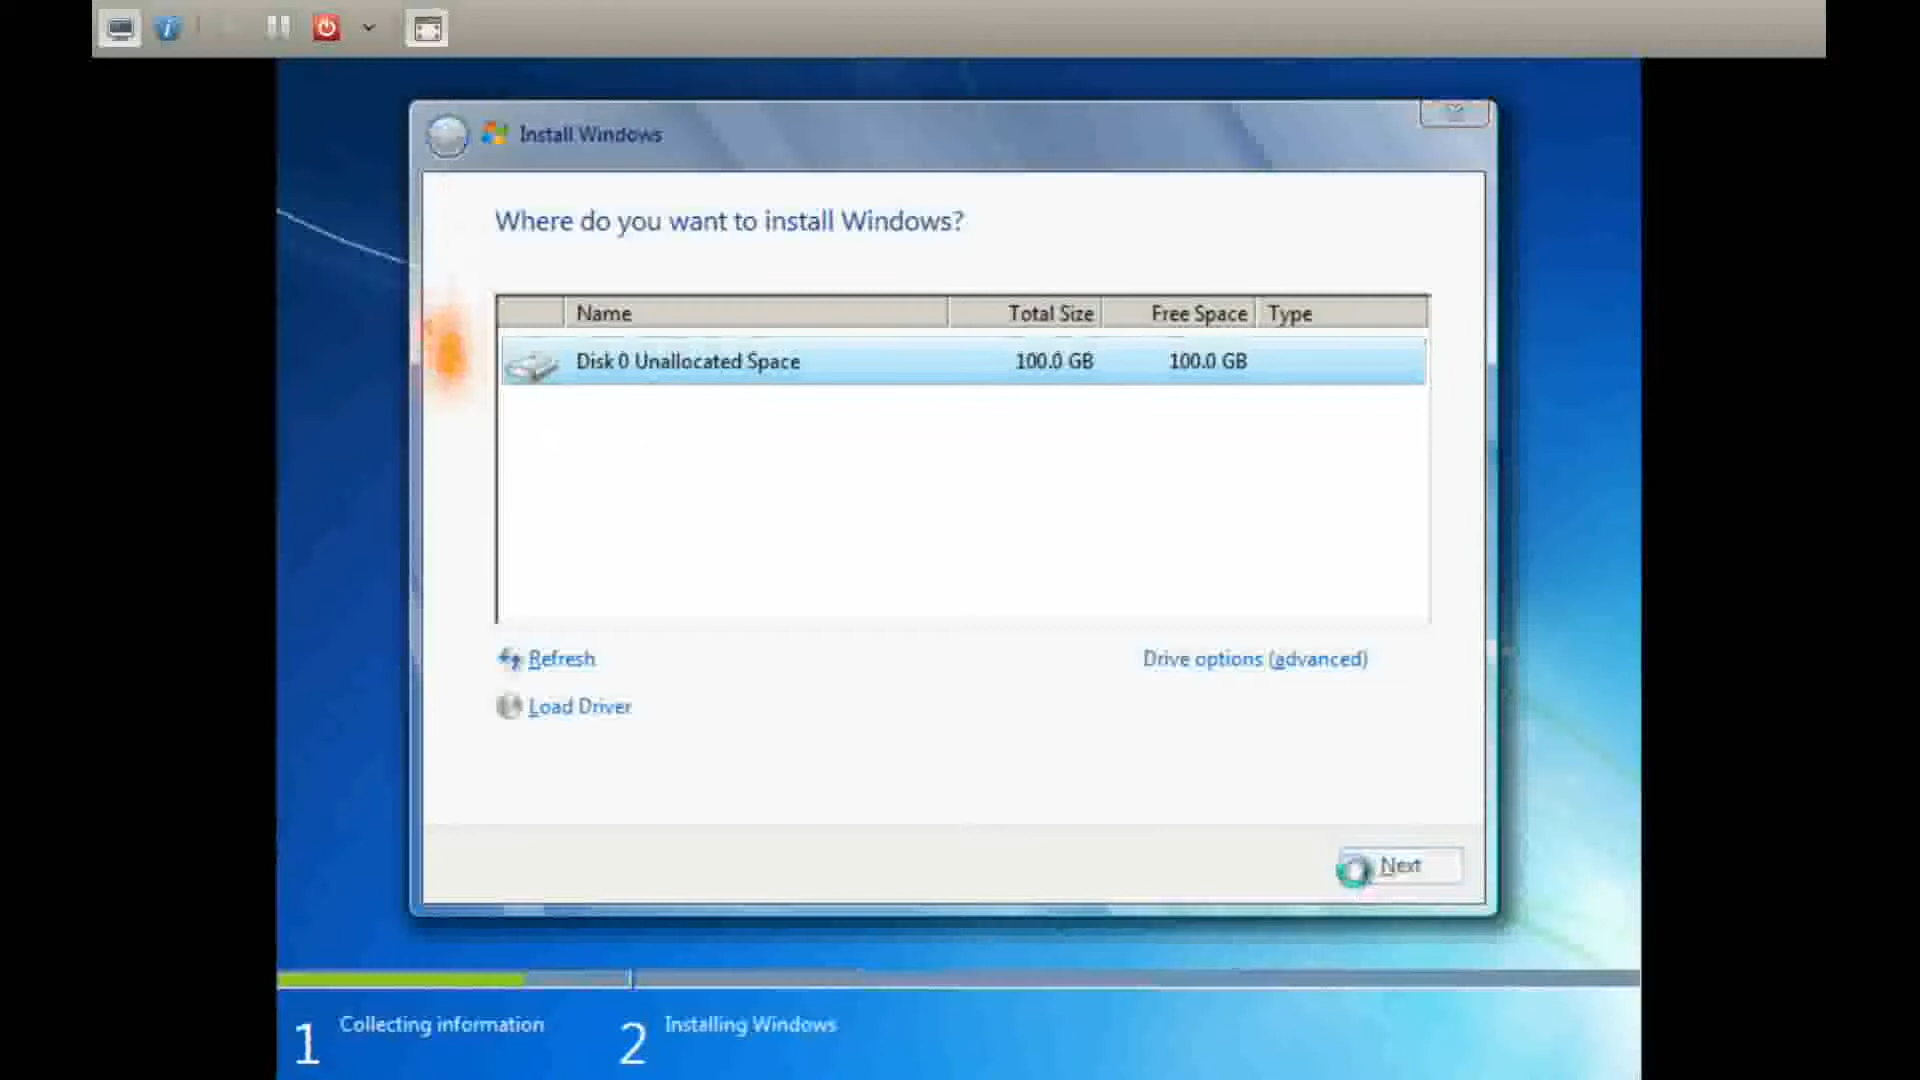 Install Windows
Where do you want to install Windows?
Name Total Size Free Space Type
Disk 0 Unallocated Space 100.0 GB 100.0 GB
Refresh Drive options (advanced)
Load Driver
Next
1 Collecting information 2 Installing Windows